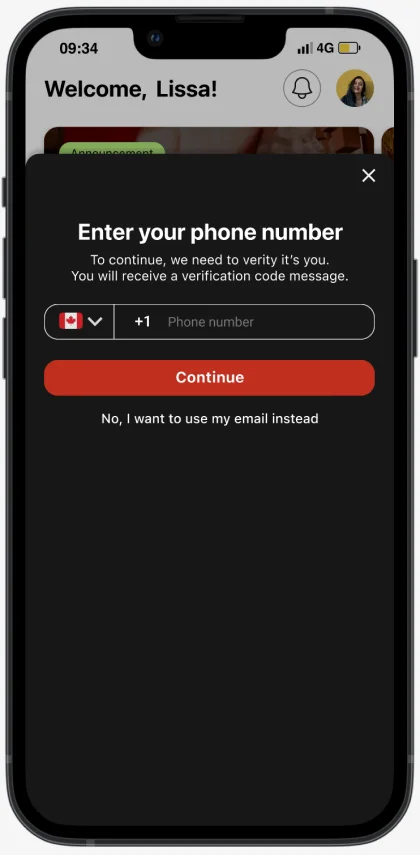 09:34
4G
Welcome, Lissa!
Announcement
Enter your phone number
To continue, we need to verity it's you.
You will receive a verification code message.
+1 Phone number
Continue
No, I want to use my email instead